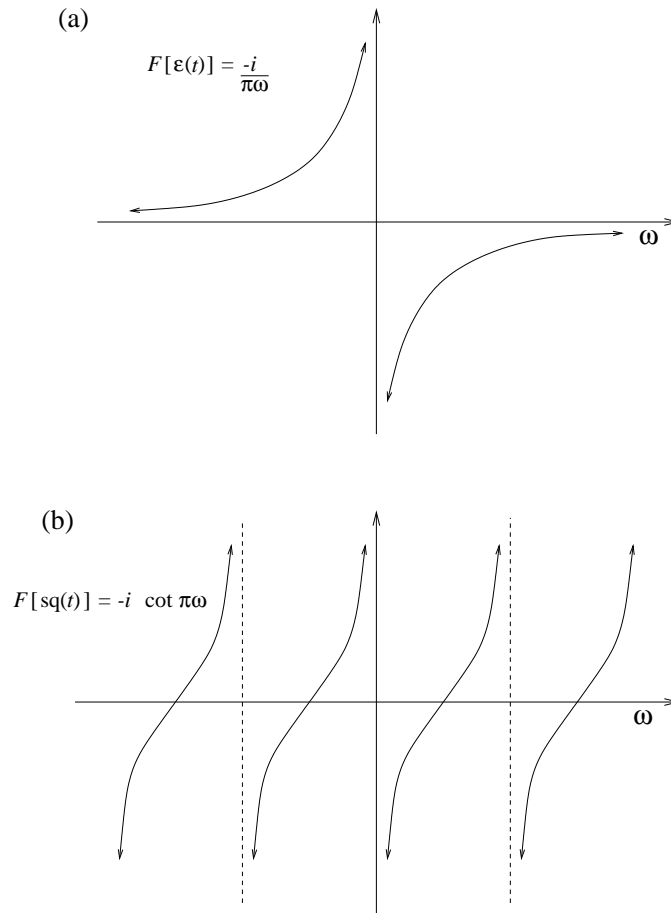 (a)
F[ε(t)] = -i
πω
ω
(b)
F[sq(t)] = -i cot πω
ω